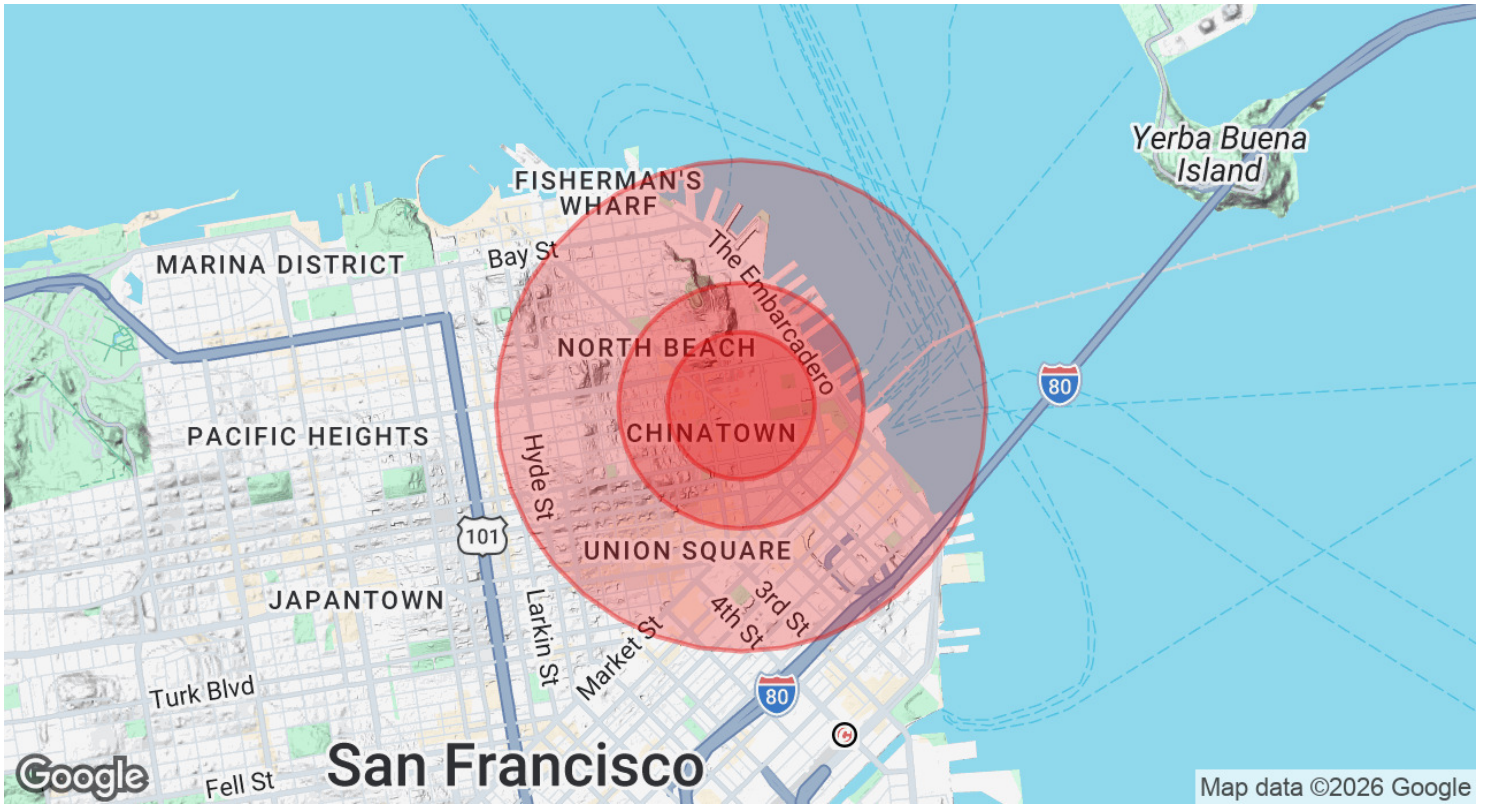 Yerba Buena
Island
FISHERMAN'S
WHARF
Bay St
MARINA DISTRICT
The Embarcadero
NORTH BEACH
80
PACIFIC HEIGHTS
CHINATOWN
Hyde St
101
UNION SQUARE
JAPANTOWN
Larkin St
3rd St
4th St
Market St
Turk Blvd
80
San Francisco
Google
Fell St
Map data ©2026 Google